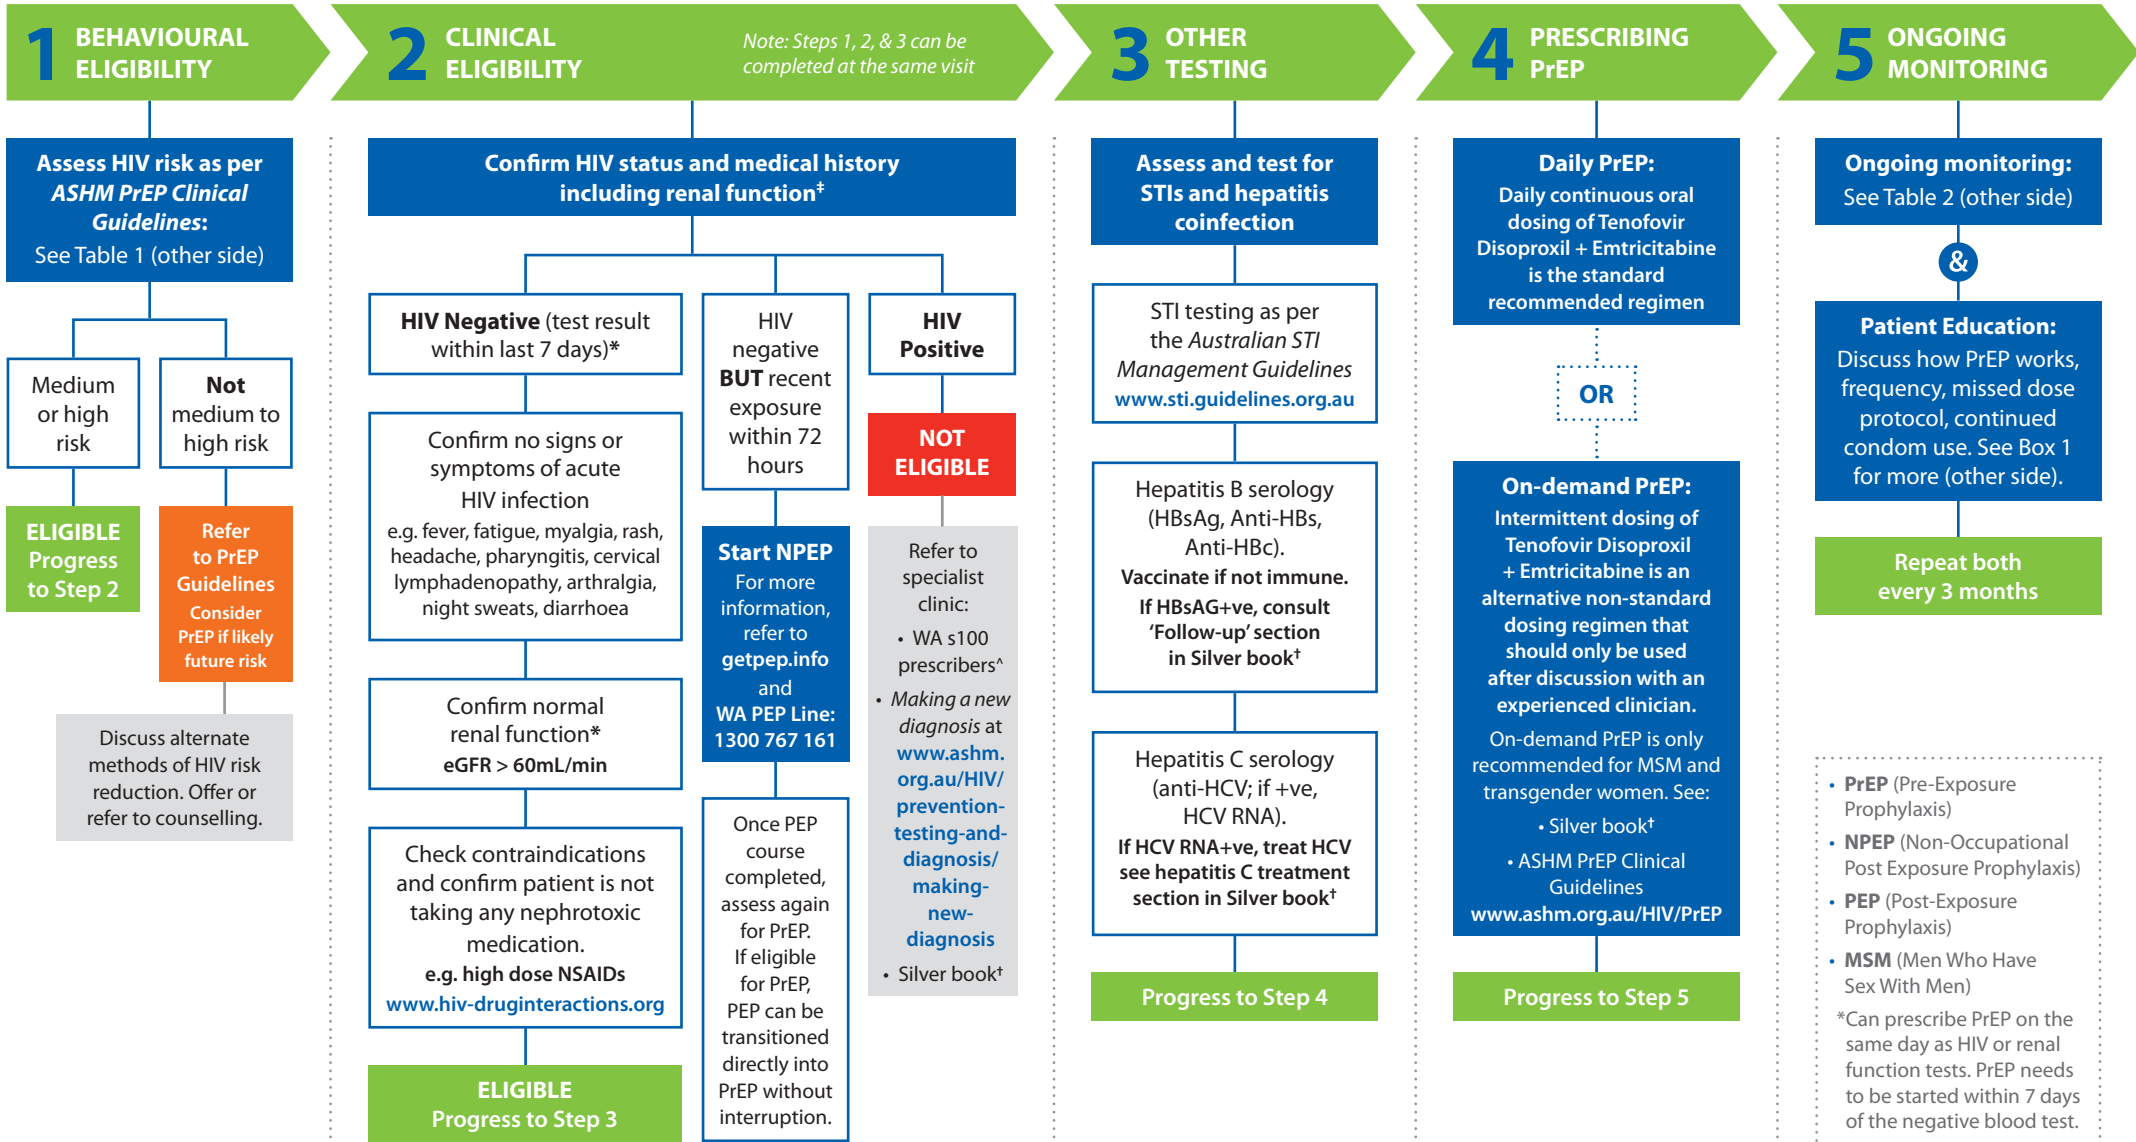 1 BEHAVIOURAL
ELIGIBILITY
2 CLINICAL
ELIGIBILITY
Note: Steps 1, 2, & 3 can be
completed at the same visit
3 OTHER
TESTING
4 PRESCRIBING
PrEP
5 ONGOING
MONITORING
Assess HIV risk as per
ASHM PrEP Clinical
Guidelines:
See Table 1 (other side)
Medium
or high
risk
Not
medium to
high risk
ELIGIBLE
Progress
to Step 2
Refer
to PrEP
Guidelines
Consider
PrEP if likely
future risk
Discuss alternate
methods of HIV risk
reduction. Offer or
refer to counselling.
Confirm HIV status and medical history
including renal function‡
HIV Negative (test result
within last 7 days)*
Confirm no signs or
symptoms of acute
HIV infection
e.g. fever, fatigue, myalgia, rash,
headache, pharyngitis, cervical
lymphadenopathy, arthralgia,
night sweats, diarrhoea
Confirm normal
renal function*
eGFR > 60mL/min
Check contraindications
and confirm patient is not
taking any nephrotoxic
medication.
e.g. high dose NSAIDs
www.hiv-druginteractions.org
ELIGIBLE
Progress to Step 3
HIV
negative
BUT recent
exposure
within 72
hours
Start NPEP
For more
information,
refer to
getpep.info
and
WA PEP Line:
1300 767 161
Once PEP
course
completed,
assess again
for PrEP.
If eligible
for PrEP,
PEP can be
transitioned
directly into
PrEP without
interruption.
HIV
Positive
NOT
ELIGIBLE
Refer to
specialist
clinic:
• WA s100
prescribers^
• Making a new
diagnosis at
www.ashm.
org.au/HIV/
prevention-
testing-and-
diagnosis/
making-
new-
diagnosis
• Silver book†
Assess and test for
STIs and hepatitis
coinfection
STI testing as per
the Australian STI
Management Guidelines
www.sti.guidelines.org.au
Hepatitis B serology
(HBsAg, Anti-HBs,
Anti-HBc).
Vaccinate if not immune.
If HBsAG+ve, consult
‘Follow-up’ section
in Silver book†
Hepatitis C serology
(anti-HCV; if +ve,
HCV RNA).
If HCV RNA+ve, treat HCV
see hepatitis C treatment
section in Silver book†
Progress to Step 4
Daily PrEP:
Daily continuous oral
dosing of Tenofovir
Disoproxil + Emtricitabine
is the standard
recommended regimen
OR
On-demand PrEP:
Intermittent dosing of
Tenofovir Disoproxil
+ Emtricitabine is an
alternative non-standard
dosing regimen that
should only be used
after discussion with an
experienced clinician.
On-demand PrEP is only
recommended for MSM and
transgender women. See:
• Silver book†
• ASHM PrEP Clinical
Guidelines
www.ashm.org.au/HIV/PrEP
Progress to Step 5
Ongoing monitoring:
See Table 2 (other side)
&
Patient Education:
Discuss how PrEP works,
frequency, missed dose
protocol, continued
condom use. See Box 1
for more (other side).
Repeat both
every 3 months
• PrEP (Pre-Exposure
Prophylaxis)
• NPEP (Non-Occupational
Post Exposure Prophylaxis)
• PEP (Post-Exposure
Prophylaxis)
• MSM (Men Who Have
Sex With Men)
*Can prescribe PrEP on the
same day as HIV or renal
function tests. PrEP needs
to be started within 7 days
of the negative blood test.